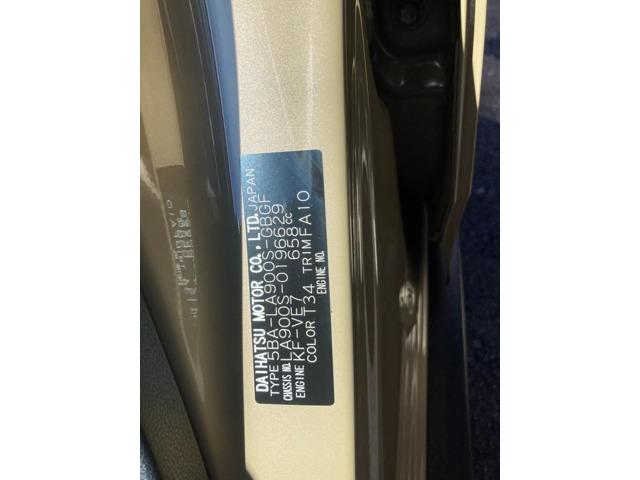 DAIHATSU MOTOR CO., LTD. JAPAN
TYPE 5BA-LA900S-GBGF
CHASSIS NO. LA900S-0196629
ENGINE KF-VE7 658cc
COLOR T34 TRIM FA10
ENGINE NO.